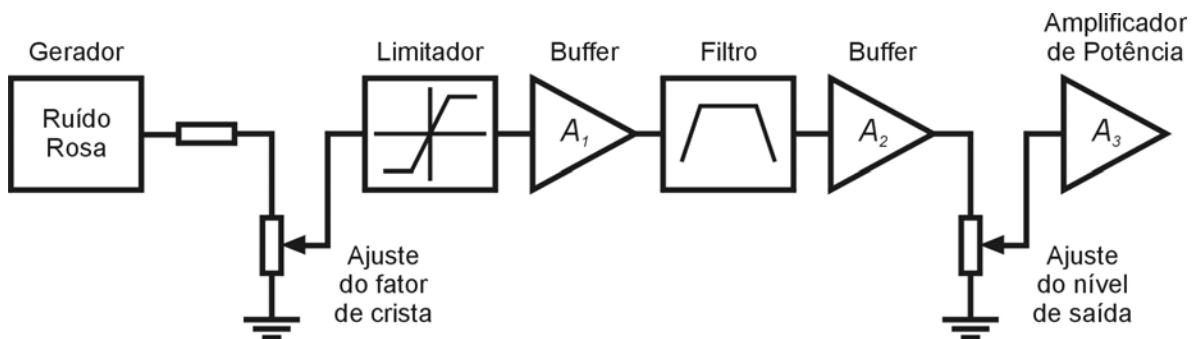 Gerador
Limitador
Buffer
Filtro
Buffer
Amplificador
de Potência
Ruído
Rosa
A1
A2
A3
Ajuste
do fator
de crista
Ajuste
do nível
de saída